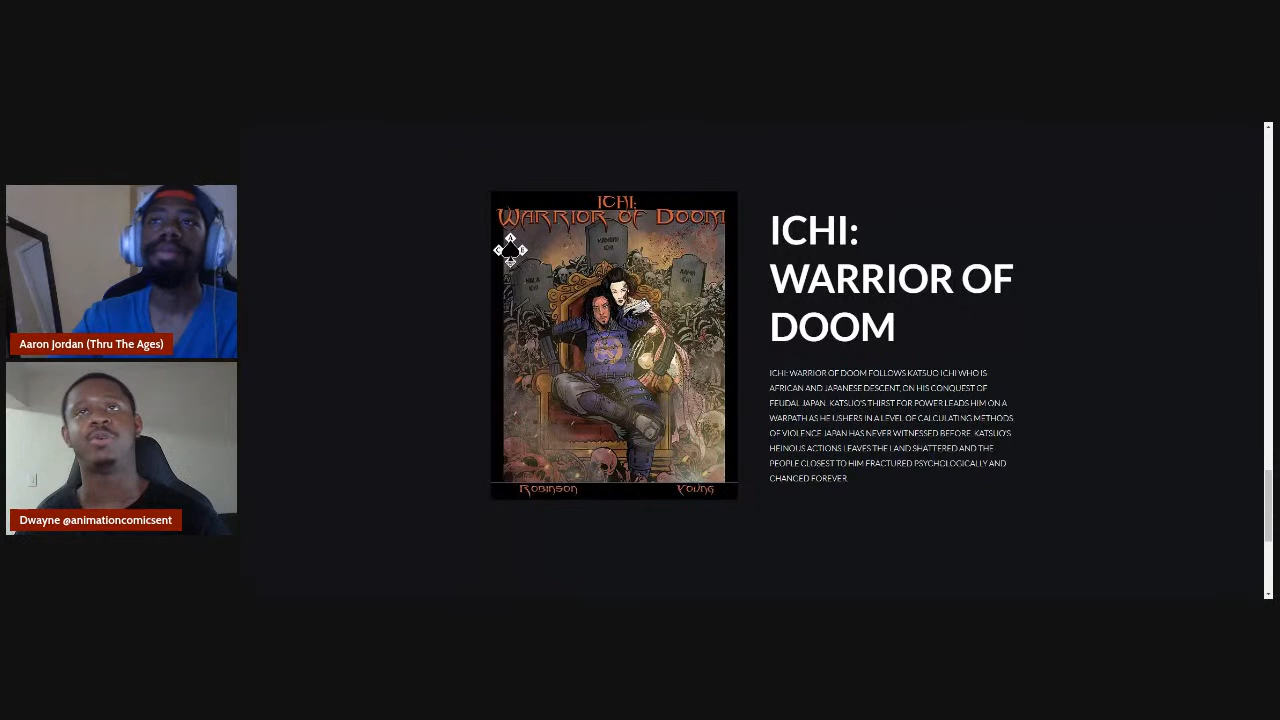 Aaron Jordan (Thru The Ages)
Dwayne @animationcomicsent
ICHI:
WARRIOR OF DOOM
ICHI
ICHI
ICHI
C A E
ROBINSON YOUNG
ICHI:
WARRIOR OF
DOOM
ICHI: WARRIOR OF DOOM FOLLOWS KATSUO ICHI WHO IS
AFRICAN AND JAPANESE DESCENT, ON HIS CONQUEST OF
FEUDAL JAPAN. KATSUO'S THIRST FOR POWER LEADS HIM ON A
WARPATH AS HE USHERS IN A LEVEL OF CALCULATING METHODS
OF VIOLENCE JAPAN HAS NEVER WITNESSED BEFORE. KATSUO'S
HEINOUS ACTIONS LEAVES THE LAND SHATTERED AND THE
PEOPLE CLOSEST TO HIM FRACTURED PSYCHOLOGICALLY AND
CHANGED FOREVER.